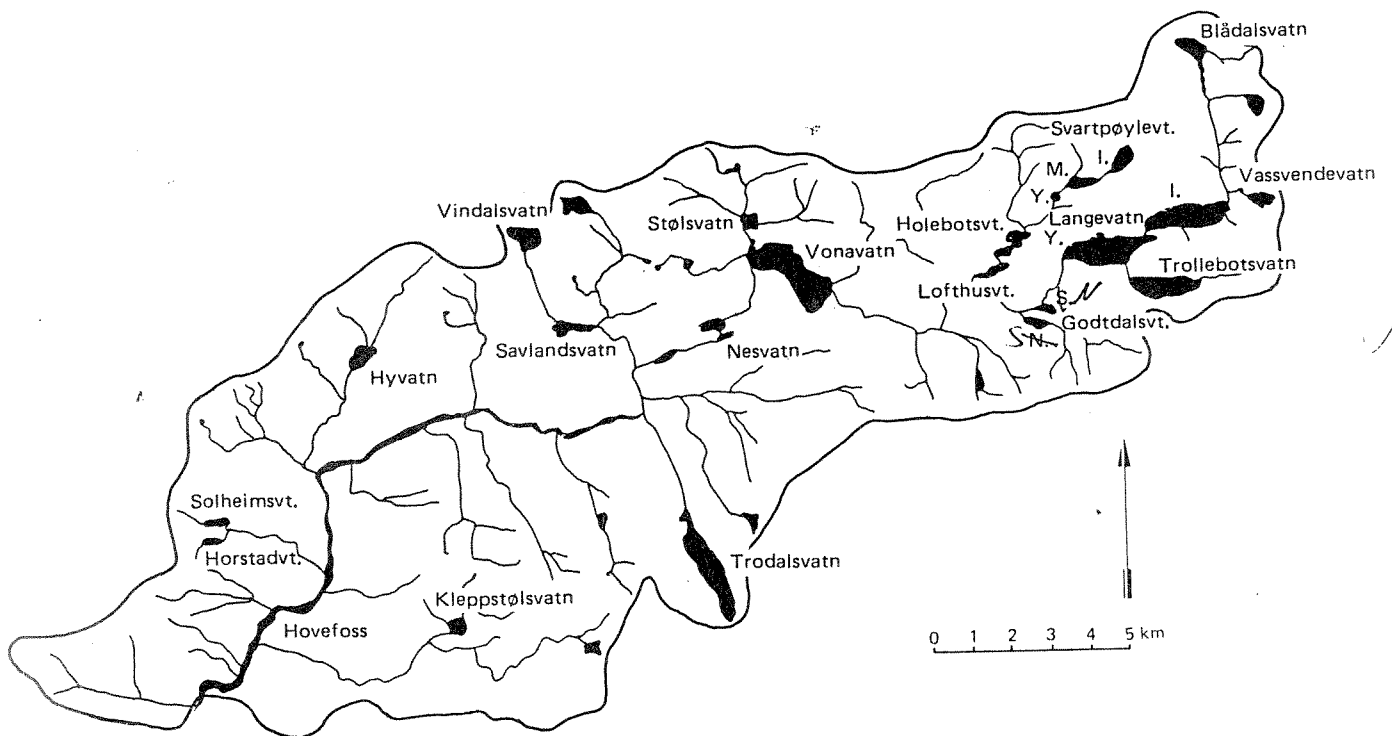 Blådalsvatn
Svartpøylevt.
I.
M.
Y.
Vassvendevatn
I.
Langevatn
Y.
Vindalsvatn
Stølsvatn
Holebotsvt.
Vonavatn
Trollebotsvatn
Lofthusvt.
S. N
Godtdalsvt.
S N.
Savlandsvatn
Nesvatn
Hyvatn
Solheimsvt.
Horstadvt.
Trodalsvatn
Kleppstølsvatn
Hovefoss
0 1 2 3 4 5 km